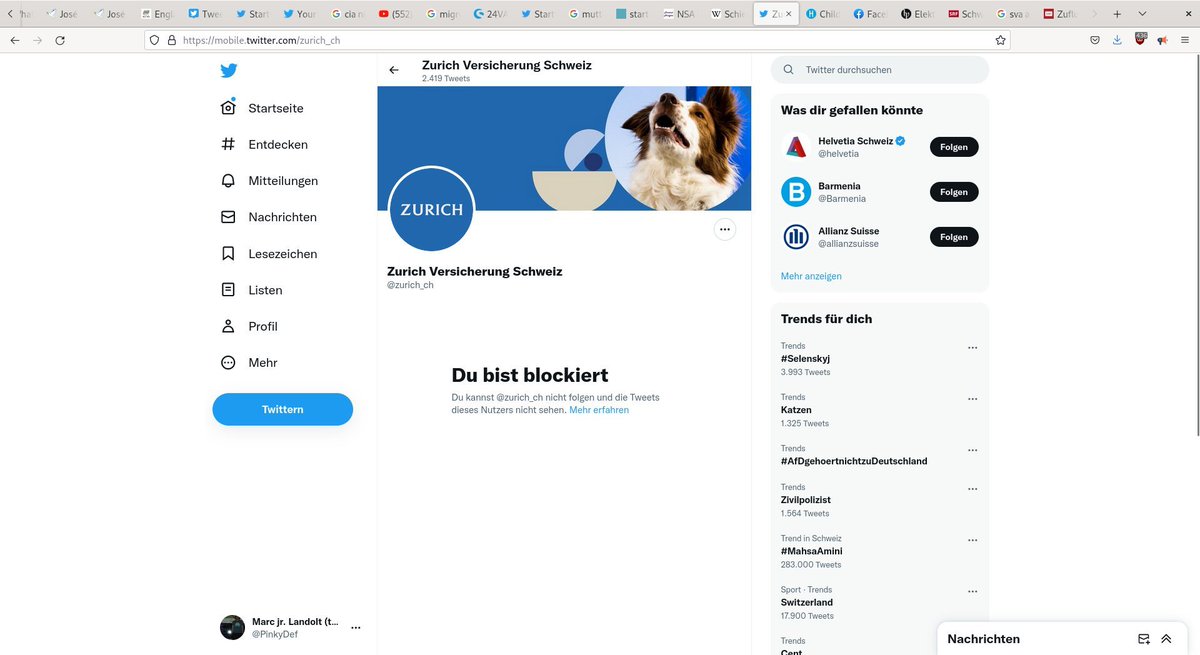 José
José
Engl
Twe
Start
Your
cia n
(552)
mign
24VA
Start
mutt
start
NSA
W Schie
Zu
Child
Face
Elekt
SRF Schw
sva a
Zuflu
https://mobile.twitter.com/zurich_ch
436
Startseite
Entdecken
Mitteilungen
Nachrichten
Lesezeichen
Listen
Profil
Mehr
Twittern
Marc jr. Landolt (t...
@PinkyDef
Zurich Versicherung Schweiz
2.419 Tweets
ZURICH
Zurich Versicherung Schweiz
@zurich_ch
Du bist blockiert
Du kannst @zurich_ch nicht folgen und die Tweets
dieses Nutzers nicht sehen. Mehr erfahren
Twitter durchsuchen
Was dir gefallen könnte
Helvetia Schweiz
@helvetia
Folgen
B
Barmenia
@Barmenia
Folgen
Allianz Suisse
@allianzsuisse
Folgen
Mehr anzeigen
Trends für dich
Trends
#Selenskyj
3.993 Tweets
Trends
Katzen
1.325 Tweets
Trends
#AfDgehoertnichtzuDeutschland
Trends
Zivilpolizist
1.564 Tweets
Trend in Schweiz
#MahsaAmini
283.000 Tweets
Sport · Trends
Switzerland
17.900 Tweets
Trends
Cent
Nachrichten